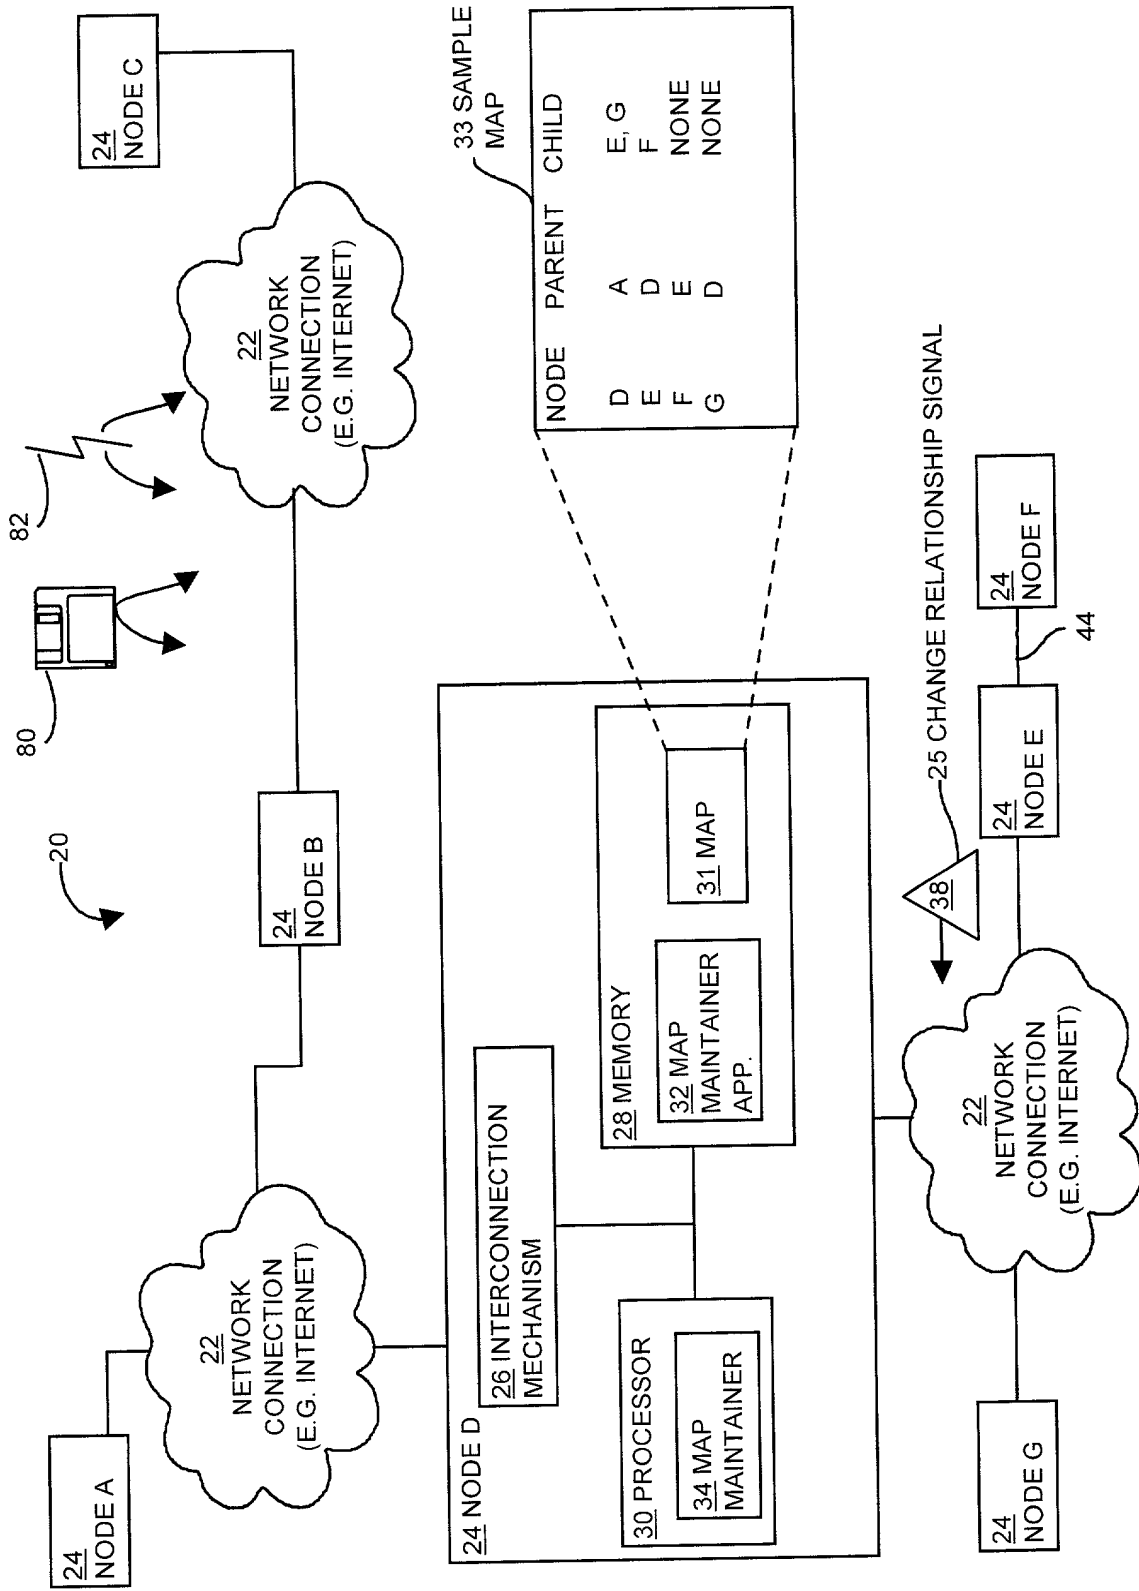 20
80
82
24
NODE A
22
NETWORK
CONNECTION
(E.G. INTERNET)
24
NODE B
22
NETWORK
CONNECTION
(E.G. INTERNET)
24
NODE C
24 NODE D
26 INTERCONNECTION
MECHANISM
30 PROCESSOR
34 MAP
MAINTAINER
28 MEMORY
32 MAP
MAINTAINER
APP.
31 MAP
33 SAMPLE
MAP
NODE PARENT CHILD
D A E, G
E D F
F E NONE
G D NONE
25 CHANGE RELATIONSHIP SIGNAL
38
24
NODE G
22
NETWORK
CONNECTION
(E.G. INTERNET)
24
NODE E
44
24
NODE F